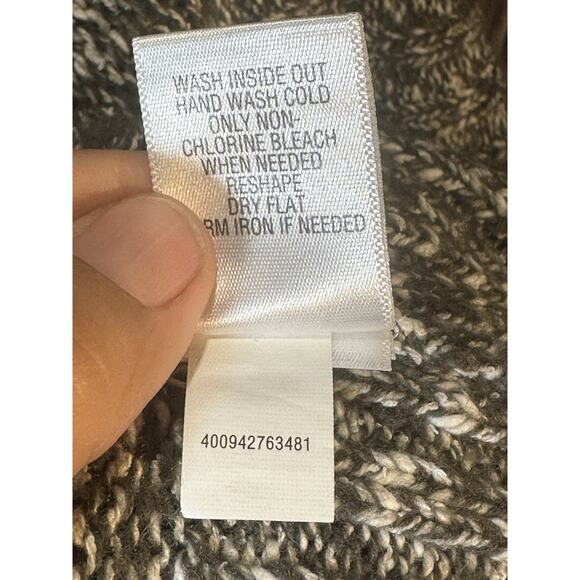 WASH INSIDE OUT
HAND WASH COLD
ONLY NON-
CHLORINE BLEACH
WHEN NEEDED
RESHAPE
DRY FLAT
RM IRON IF NEEDED
400942763481